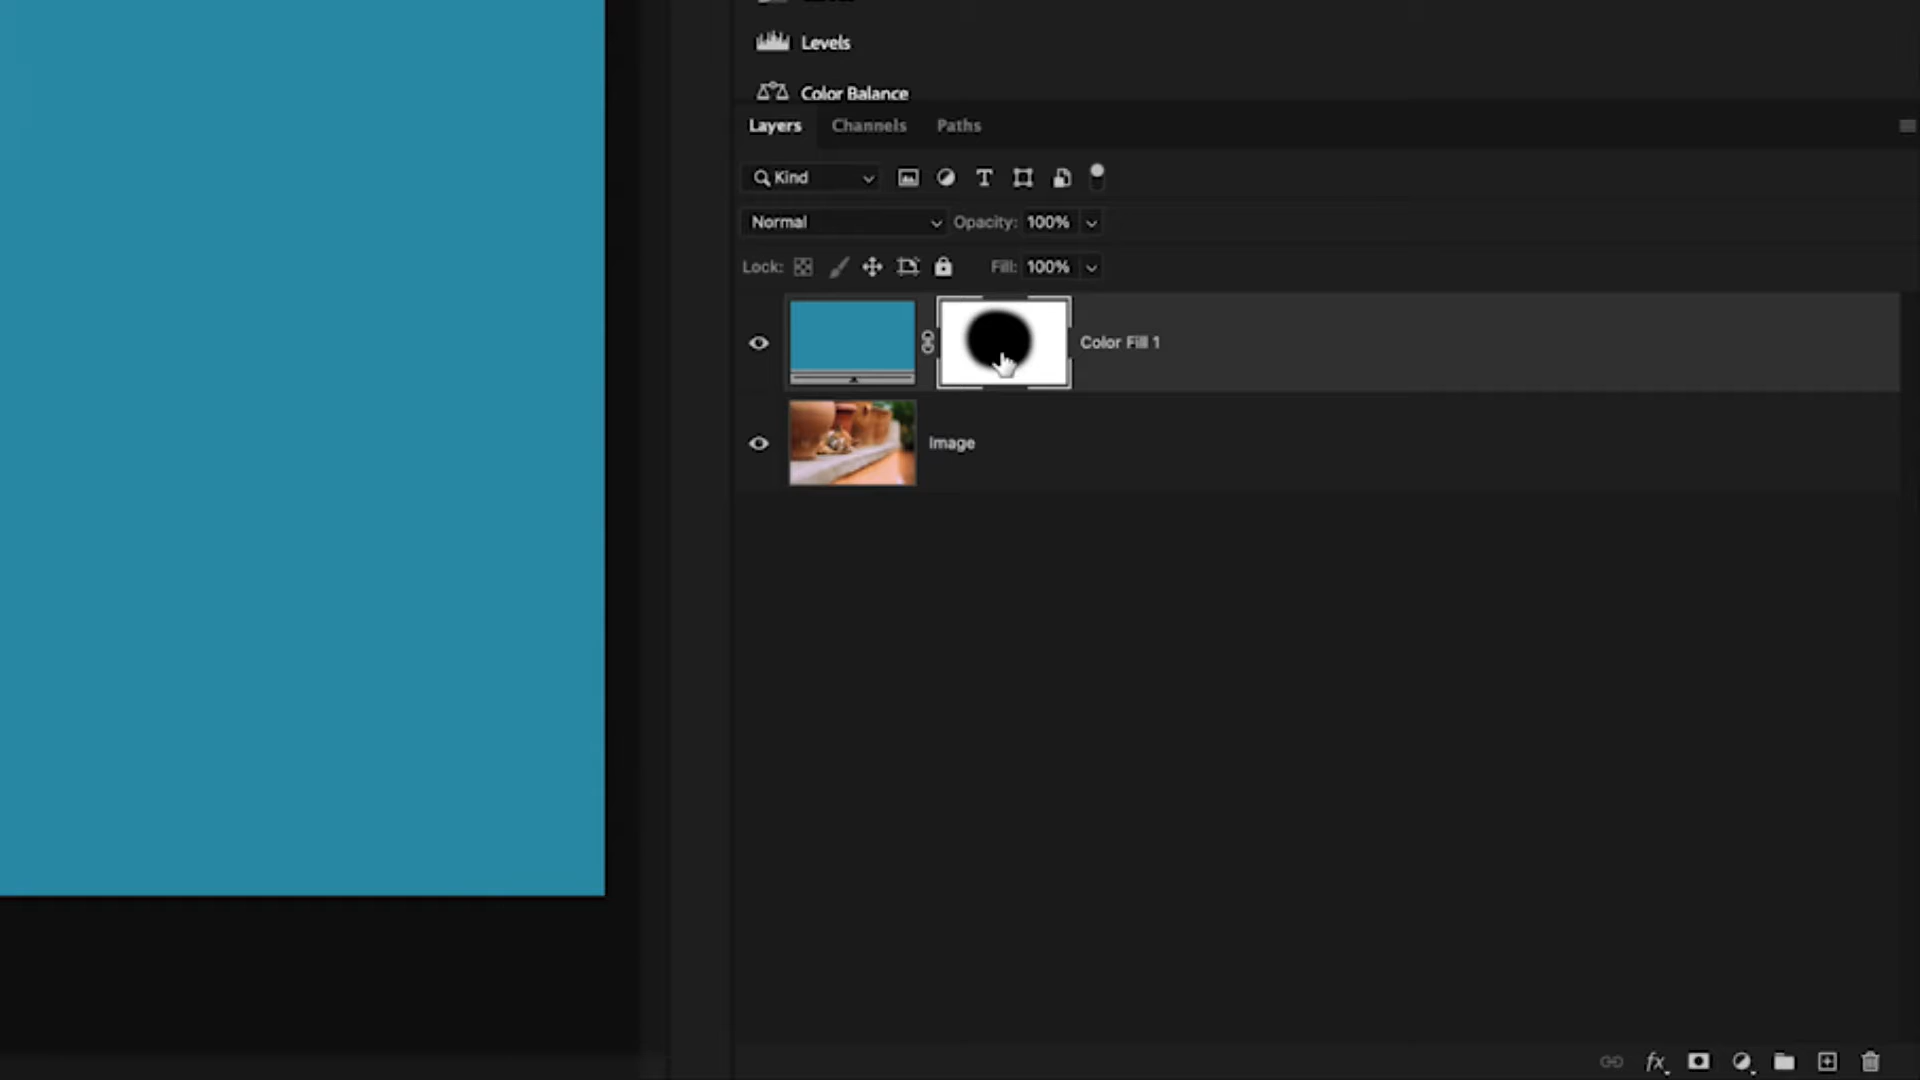 Levels
Color Balance
Layers Channels Paths
Kind
Normal Opacity: 100%
Lock: Fill: 100%
Color Fill 1
Image
fx